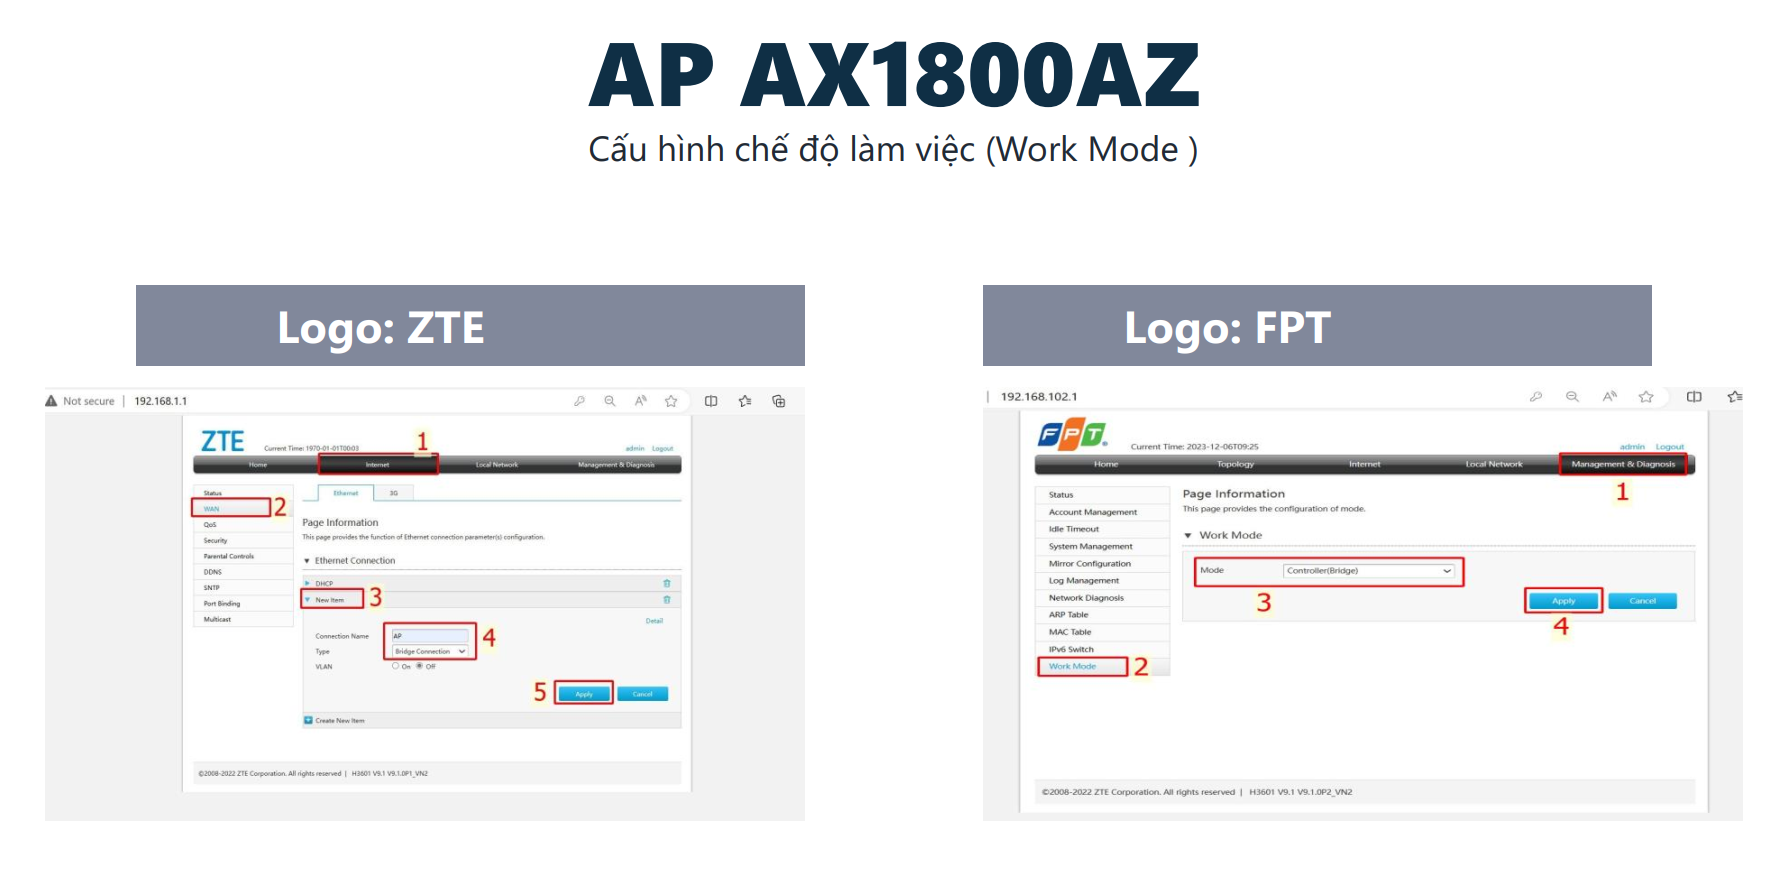 AP AX1800AZ
Cấu hình chế độ làm việc (Work Mode )
Logo: ZTE
Not secure | 192.168.1.1
ZTE
Current Time: 1970-01-01T00:03
1
admin Logout
Home Internet Local Network Management & Diagnosis
Status
WAN
2
QoS
Security
Parental Controls
DDNS
SNTP
Port Binding
Multicast
Ethernet 3G
Page Information
This page provides the function of Ethernet connection parameter(s) configuration.
Ethernet Connection
DHCP
New Item
3
Detail
Connection Name AP
4
Type Bridge Connection
VLAN On Off
5
Apply Cancel
Create New Item
©2008-2022 ZTE Corporation. All rights reserved | H3601 V9.1 V9.1.0P1_VN2
Logo: FPT
192.168.102.1
FPT
Current Time: 2023-12-06T09:25
admin Logout
Home Topology Internet Local Network Management & Diagnosis
1
Status
Account Management
Idle Timeout
System Management
Mirror Configuration
Log Management
Network Diagnosis
ARP Table
MAC Table
IPv6 Switch
Work Mode
2
Page Information
This page provides the configuration of mode.
Work Mode
Mode Controller(Bridge)
3
Apply Cancel
4
©2008-2022 ZTE Corporation. All rights reserved | H3601 V9.1 V9.1.0P2_VN2